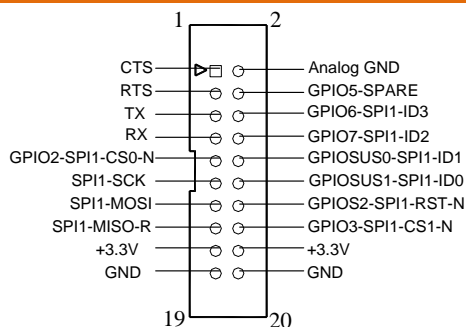 1 2
CTS Analog GND
RTS GPIO5-SPARE
TX GPIO6-SPI1-ID3
RX GPIO7-SPI1-ID2
GPIO2-SPI1-CS0-N GPIOSUS0-SPI1-ID1
SPI1-SCK GPIOSUS1-SPI1-ID0
SPI1-MOSI GPIOS2-SPI1-RST-N
SPI1-MISO-R GPIO3-SPI1-CS1-N
+3.3V +3.3V
GND GND
19 20